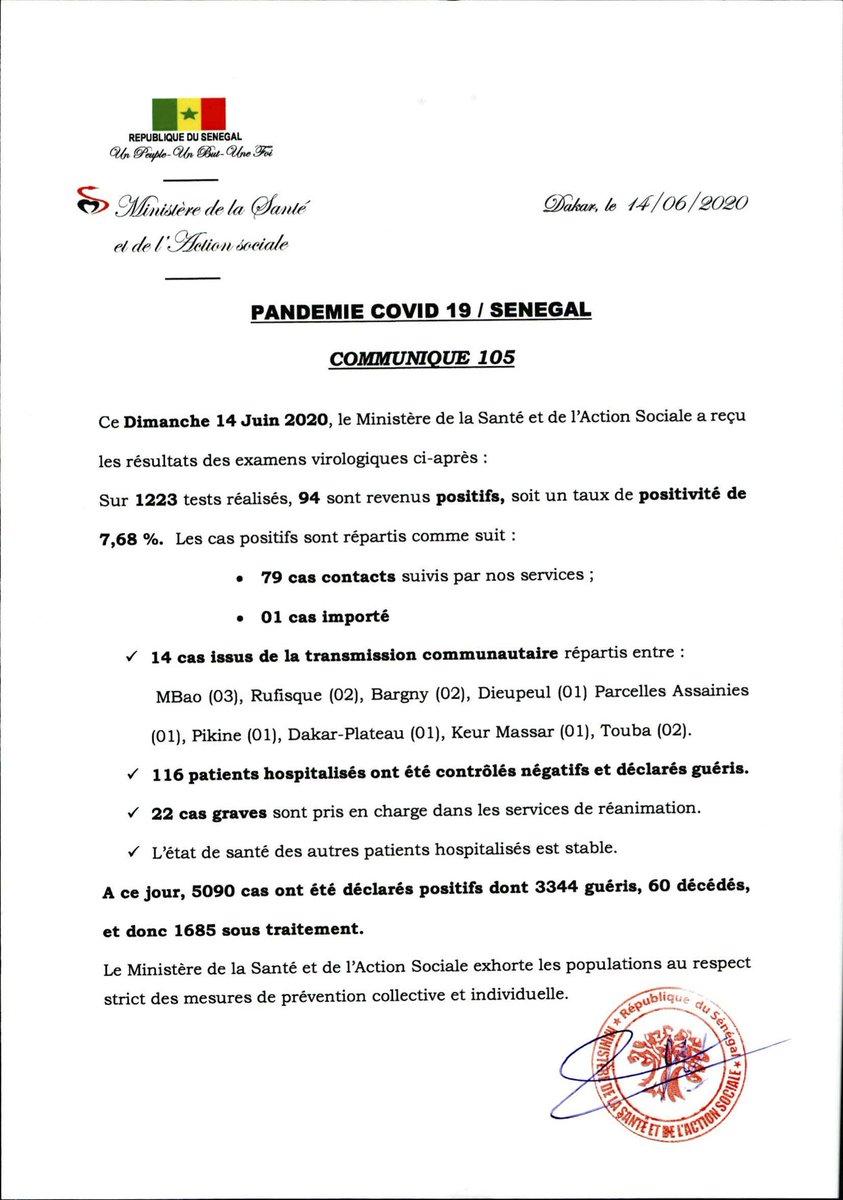 REPUBLIQUE DU SENEGAL
Un Peuple - Un But - Une Foi
Ministère de la Santé
et de l'Action sociale
Dakar, le 14/06/2020
PANDEMIE COVID 19 / SENEGAL
COMMUNIQUE 105
Ce Dimanche 14 Juin 2020, le Ministère de la Santé et de l'Action Sociale a reçu
les résultats des examens virologiques ci-après :
Sur 1223 tests réalisés, 94 sont revenus positifs, soit un taux de positivité de
7,68 %. Les cas positifs sont répartis comme suit :
• 79 cas contacts suivis par nos services ;
• 01 cas importé
✓ 14 cas issus de la transmission communautaire répartis entre :
MBao (03), Rufisque (02), Bargny (02), Dieupeul (01) Parcelles Assainies
(01), Pikine (01), Dakar-Plateau (01), Keur Massar (01), Touba (02).
✓ 116 patients hospitalisés ont été contrôlés négatifs et déclarés guéris.
✓ 22 cas graves sont pris en charge dans les services de réanimation.
✓ L'état de santé des autres patients hospitalisés est stable.
A ce jour, 5090 cas ont été déclarés positifs dont 3344 guéris, 60 décédés,
et donc 1685 sous traitement.
Le Ministère de la Santé et de l'Action Sociale exhorte les populations au respect
strict des mesures de prévention collective et individuelle.
République du Sénégal
MINISTERE DE LA SANTÉ ET DE L'ACTION SOCIALE